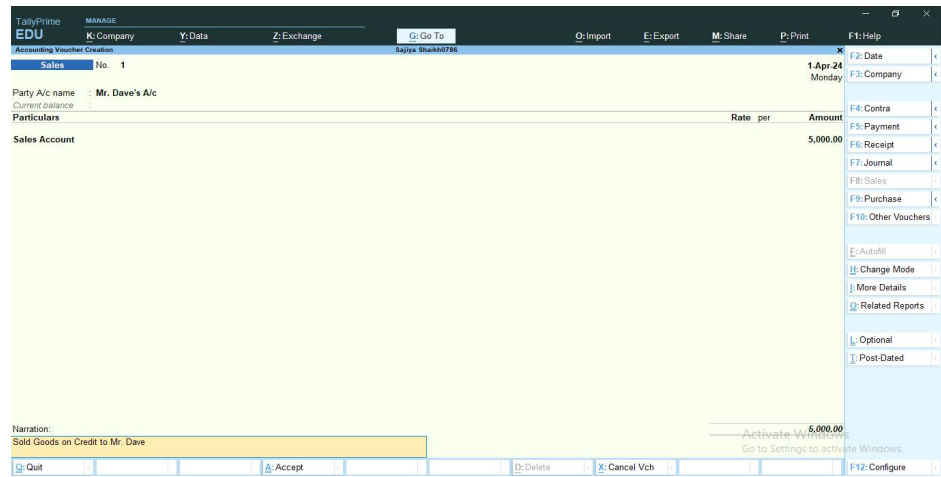 TallyPrime MANAGE
EDU K: Company Y: Data Z: Exchange G: Go To O: Import E: Export M: Share P: Print F1: Help
Accounting Voucher Creation Sajiya Shaikh0786
Sales No. 1 1-Apr-24
Monday
Party A/c name : Mr. Dave's A/c
Current balance :
Particulars Rate per Amount
Sales Account 5,000.00
F2: Date
F3: Company
F4: Contra
F5: Payment
F6: Receipt
F7: Journal
F8: Sales
F9: Purchase
F10: Other Vouchers
F: Autofill
H: Change Mode
I: More Details
O: Related Reports
L: Optional
T: Post-Dated
Narration: 5,000.00
Sold Goods on Credit to Mr. Dave
Activate Windows
Go to Settings to activate Windows.
Q: Quit A: Accept D: Delete X: Cancel Vch F12: Configure